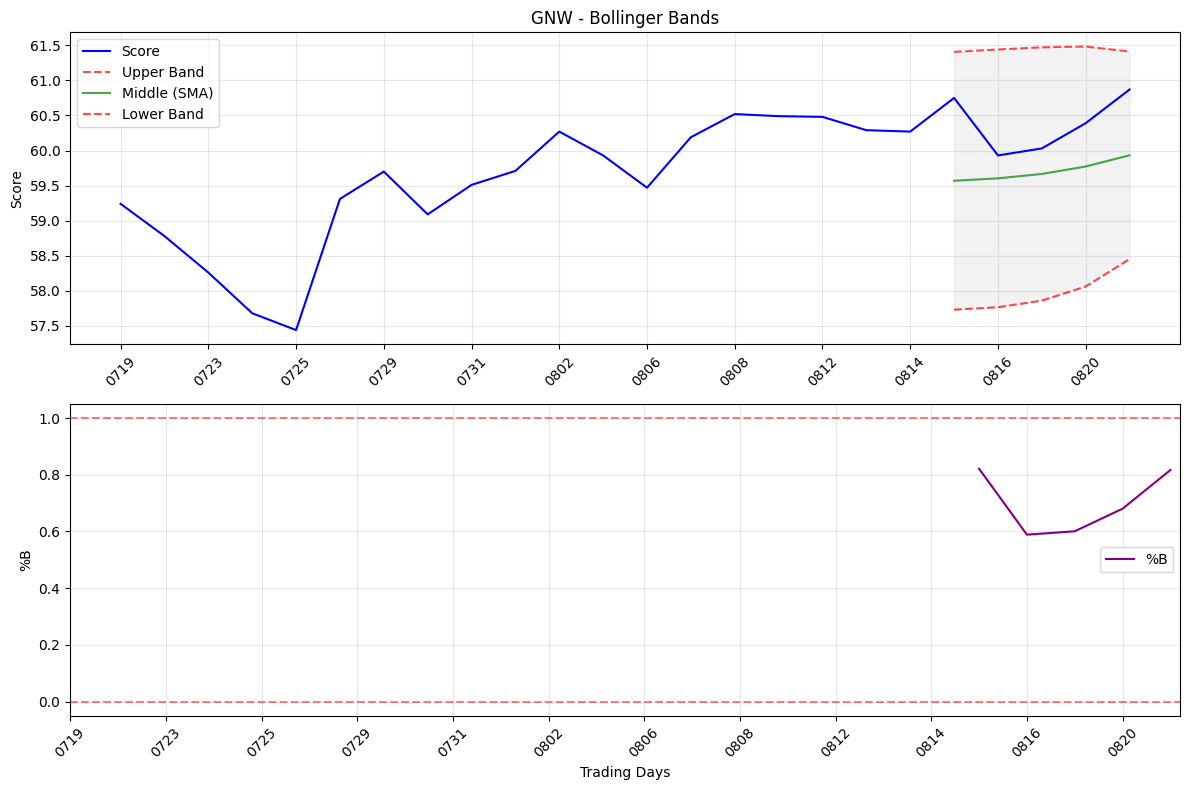 GNW - Bollinger Bands
Score
Upper Band
Middle (SMA)
Lower Band
Score
61.5
61.0
60.5
60.0
59.5
59.0
58.5
58.0
57.5
0719 0723 0725 0729 0731 0802 0806 0808 0812 0814 0816 0820
%B
1.0
0.8
0.6
0.4
0.2
0.0
%B
0719 0723 0725 0729 0731 0802 0806 0808 0812 0814 0816 0820
Trading Days